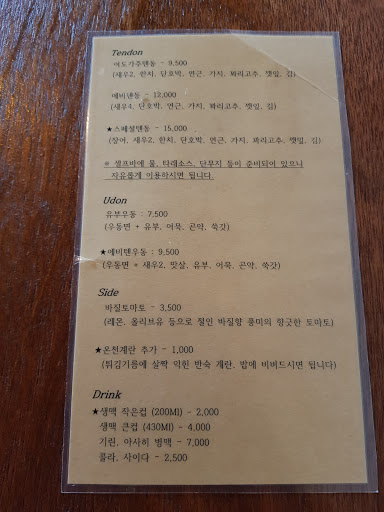 Tendon
여도가주텐동 - 9,500
(새우2, 한치, 단호박, 연근, 가지, 꽈리고추, 깻잎, 김)
에비텐동 - 12,000
(새우4, 단호박, 연근, 가지, 꽈리고추, 깻잎, 김)
★스페셜텐동 - 15,000
(장어, 새우2, 한치, 단호박, 연근, 가지, 꽈리고추, 깻잎, 김)
※ 셀프바에 물, 타래소스, 단무지 등이 준비되어 있으니
자유롭게 이용하시면 됩니다.
Udon
유부우동 : 7,500
(우동면 + 유부, 어묵, 곤약, 쑥갓)
★에비텐우동 : 9,500
(우동면 + 새우2, 맛살, 유부, 어묵, 곤약, 쑥갓)
Side
바질토마토 - 3,500
(레몬, 올리브유 등으로 절인 바질향 풍미의 향긋한 토마토)
★온천계란 추가 - 1,000
(튀김기름에 살짝 익힌 반숙 계란, 밥에 비벼드시면 됩니다)
Drink
★생맥 작은컵 (200Ml) - 2,000
생맥 큰컵 (430Ml) - 4,000
기린, 아사히 병맥 - 7,000
콜라, 사이다 - 2,500